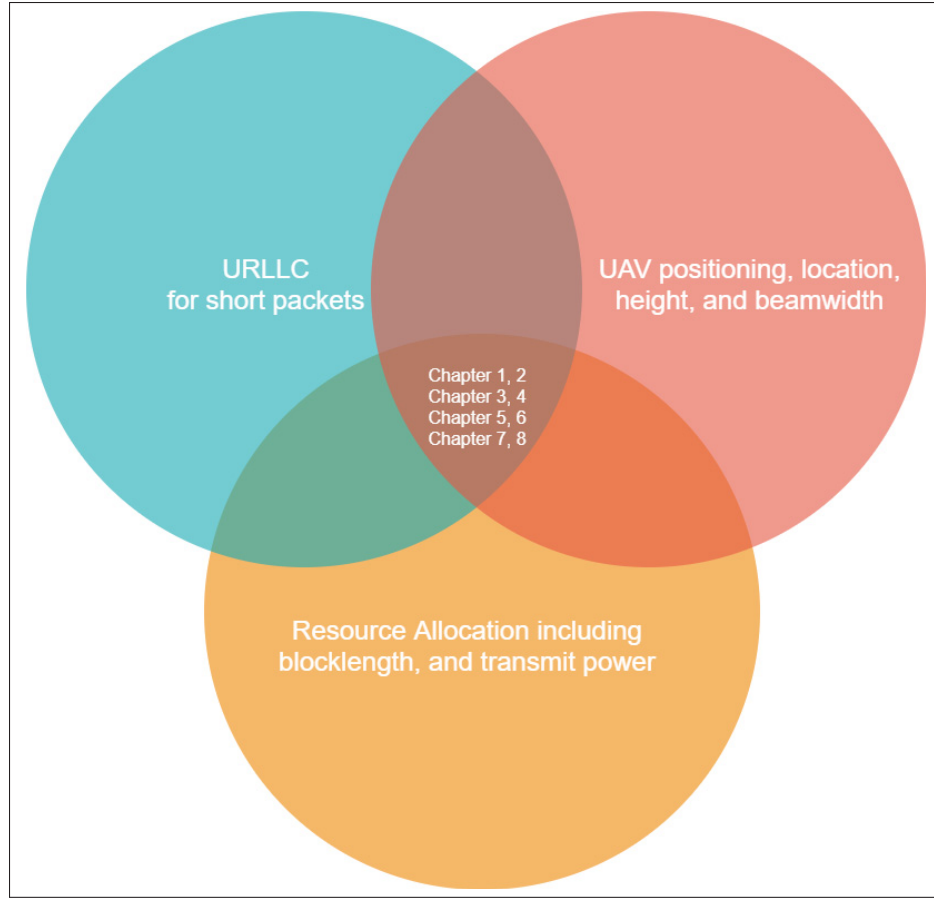 URLLC
for short packets
UAV positioning, location,
height, and beamwidth
Chapter 1, 2
Chapter 3, 4
Chapter 5, 6
Chapter 7, 8
Resource Allocation including
blocklength, and transmit power